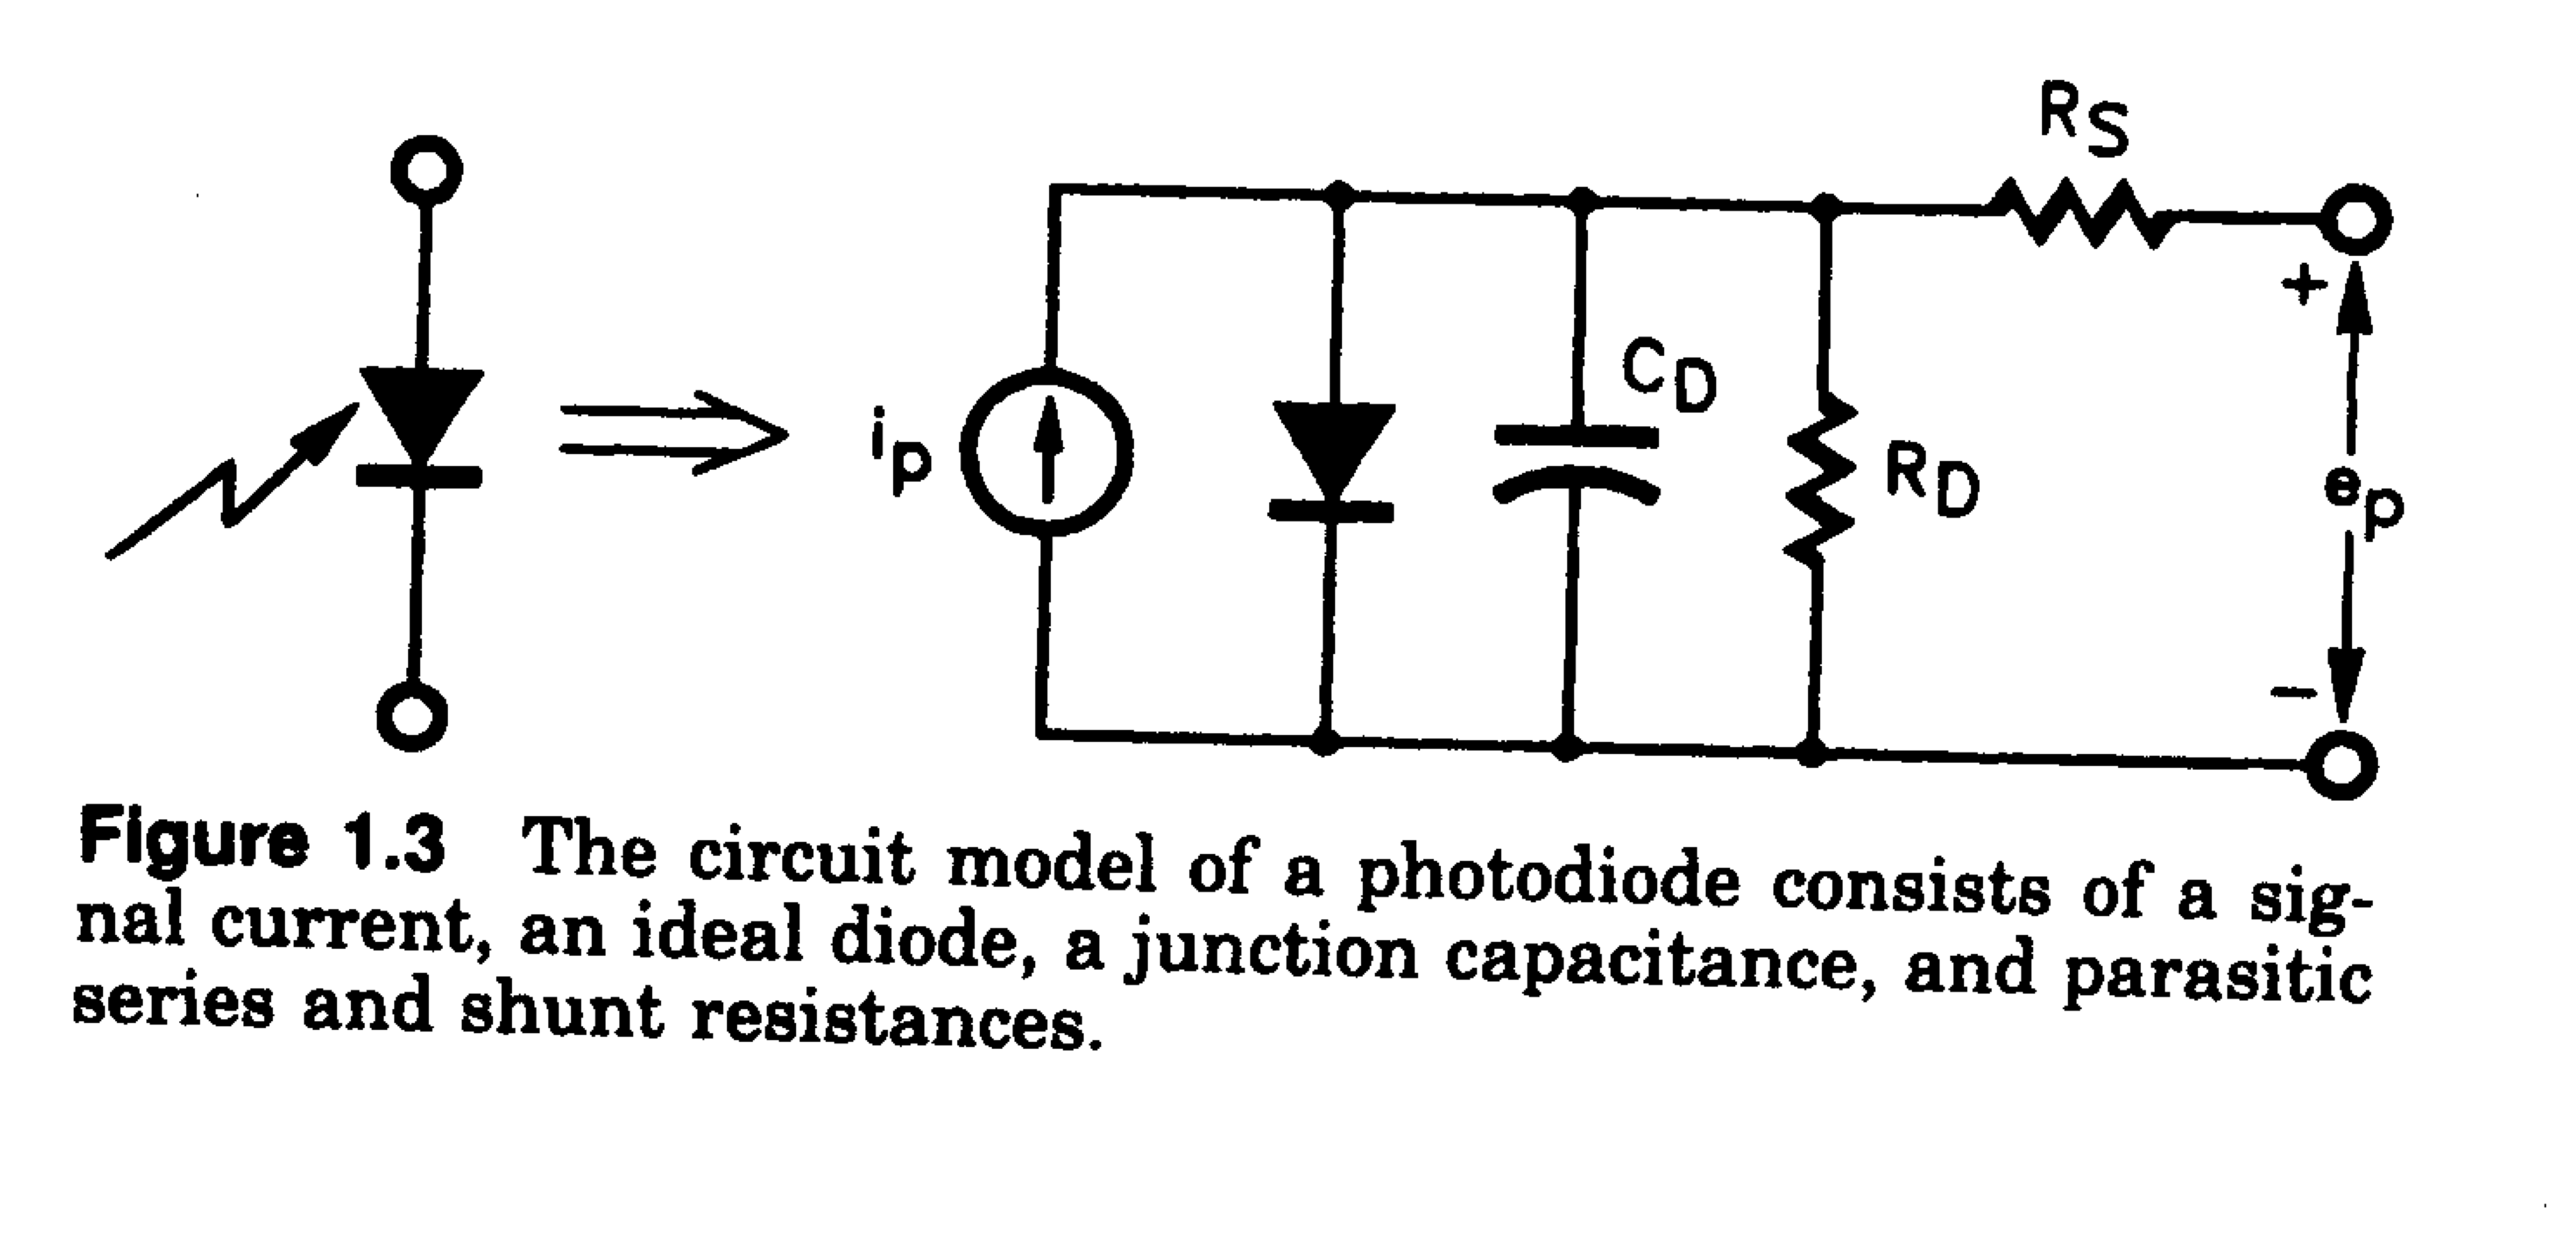 R_S
C_D
i_p
R_D
+
e_p
−
Figure 1.3 The circuit model of a photodiode consists of a sig-
nal current, an ideal diode, a junction capacitance, and parasitic
series and shunt resistances.